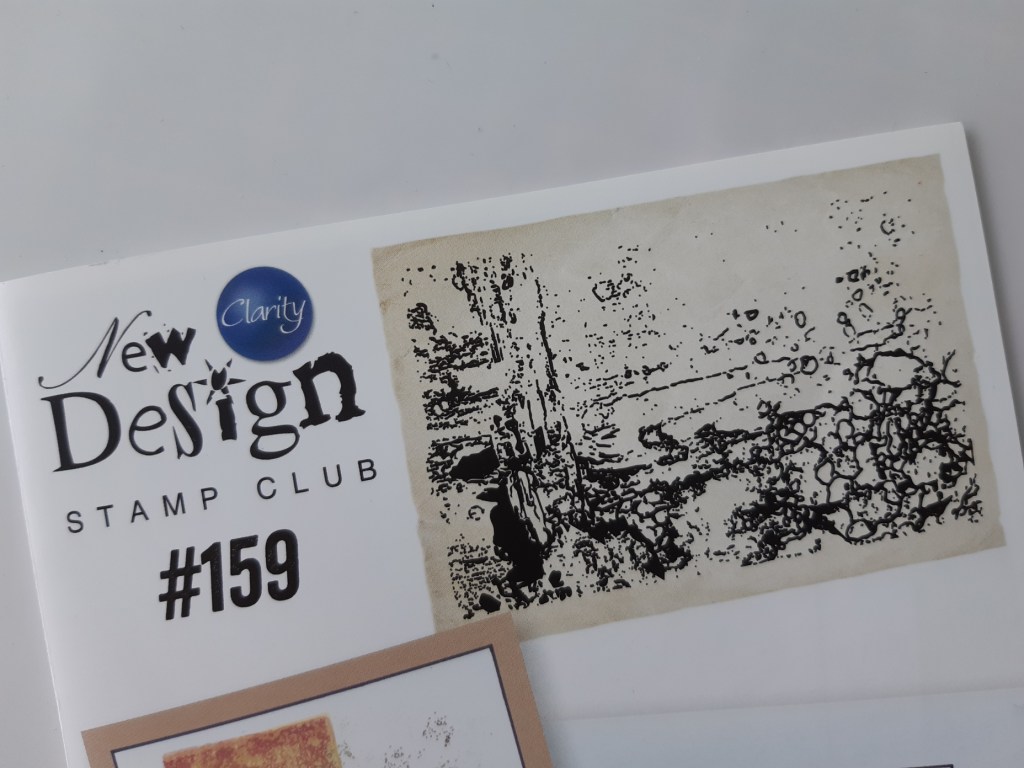 Clarity
New
Design
STAMP CLUB
#159